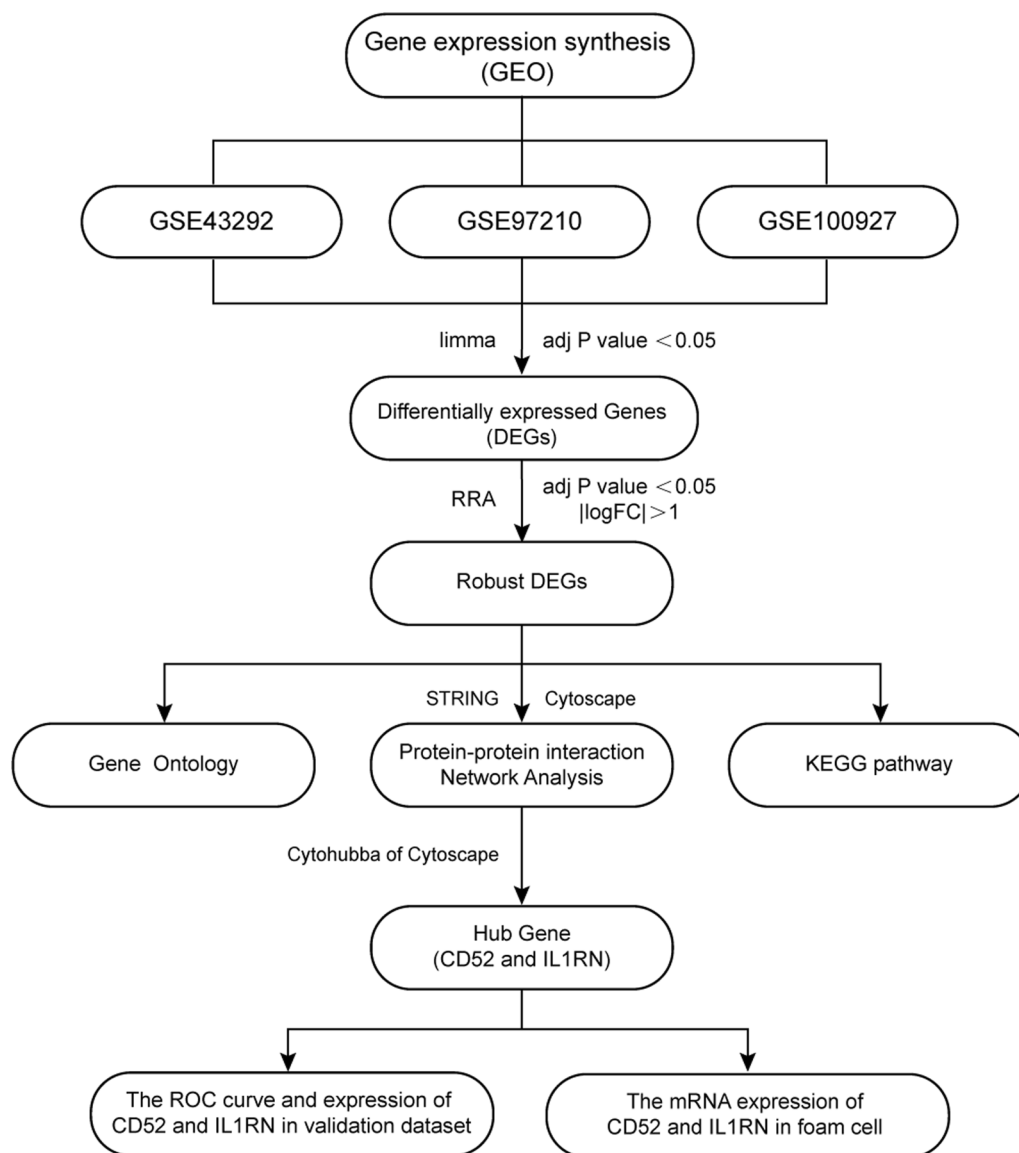 Gene expression synthesis
(GEO)
GSE43292
GSE97210
GSE100927
limma
adj P value <0.05
Differentially expressed Genes
(DEGs)
RRA
adj P value <0.05
|logFC|>1
Robust DEGs
STRING
Cytoscape
Gene Ontology
Protein-protein interaction
Network Analysis
KEGG pathway
Cytohubba of Cytoscape
Hub Gene
(CD52 and IL1RN)
The ROC curve and expression of
CD52 and IL1RN in validation dataset
The mRNA expression of
CD52 and IL1RN in foam cell